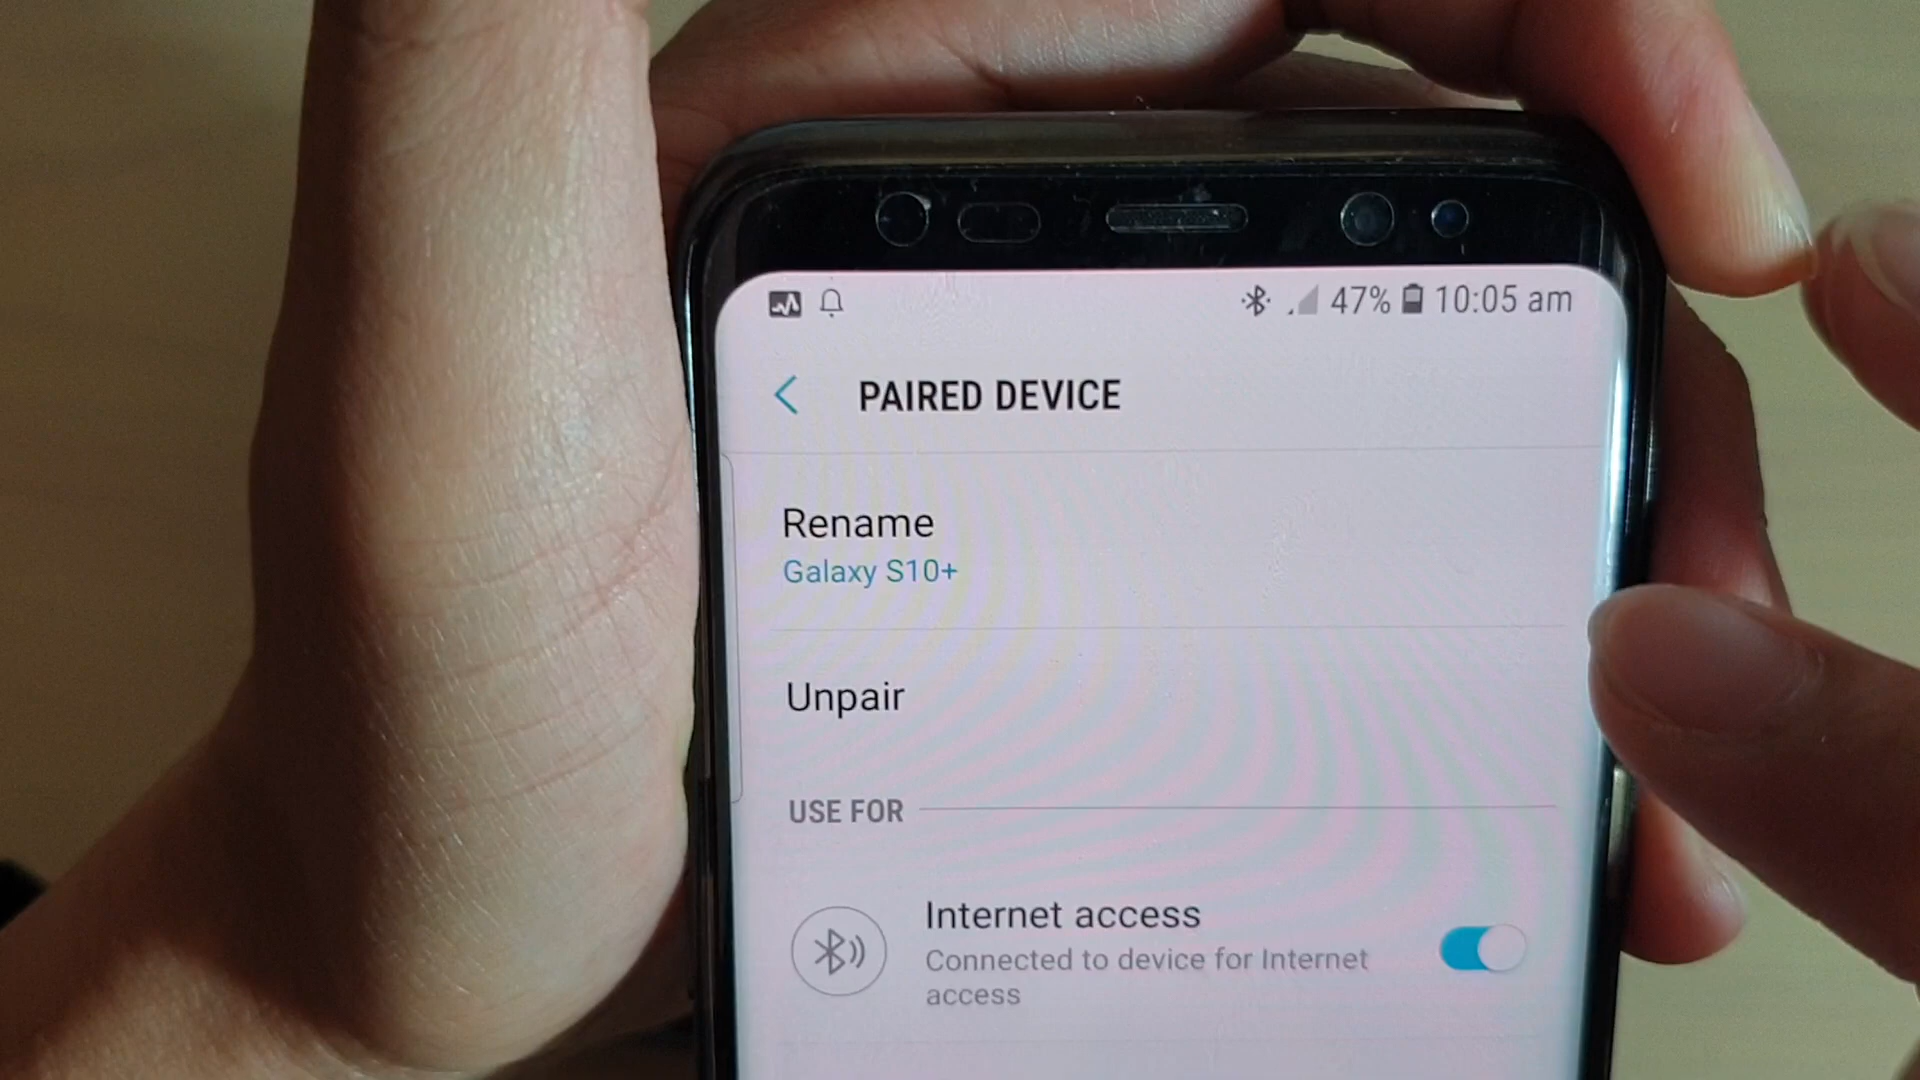 47% 10:05 am
PAIRED DEVICE
Rename
Galaxy S10+
Unpair
USE FOR
Internet access
Connected to device for Internet
access